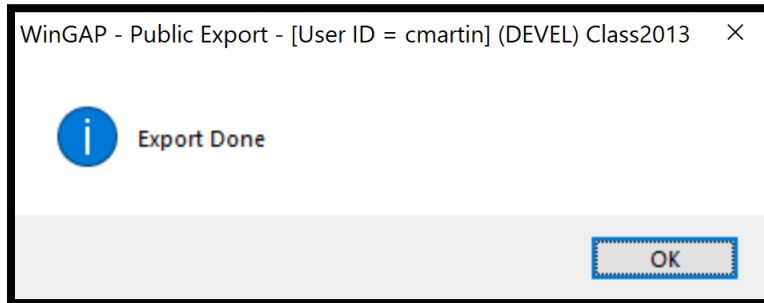 WinGAP - Public Export - [User ID = cmartin] (DEVEL) Class2013
Export Done
OK